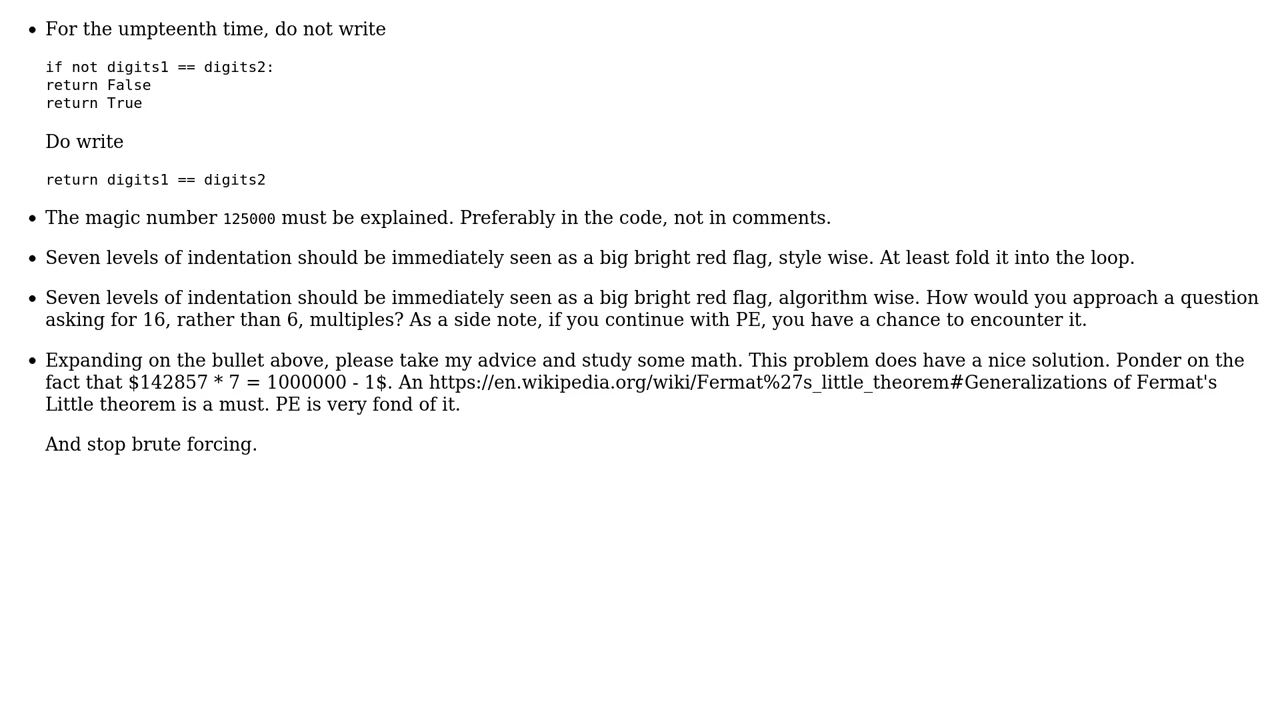 For the umpteenth time, do not write
if not digits1 == digits2:
return False
return True
Do write
return digits1 == digits2
The magic number 125000 must be explained. Preferably in the code, not in comments.
Seven levels of indentation should be immediately seen as a big bright red flag, style wise. At least fold it into the loop.
Seven levels of indentation should be immediately seen as a big bright red flag, algorithm wise. How would you approach a question
asking for 16, rather than 6, multiples? As a side note, if you continue with PE, you have a chance to encounter it.
Expanding on the bullet above, please take my advice and study some math. This problem does have a nice solution. Ponder on the
fact that $142857 * 7 = 1000000 - 1$. An https://en.wikipedia.org/wiki/Fermat%27s_little_theorem#Generalizations of Fermat's
Little theorem is a must. PE is very fond of it.
And stop brute forcing.